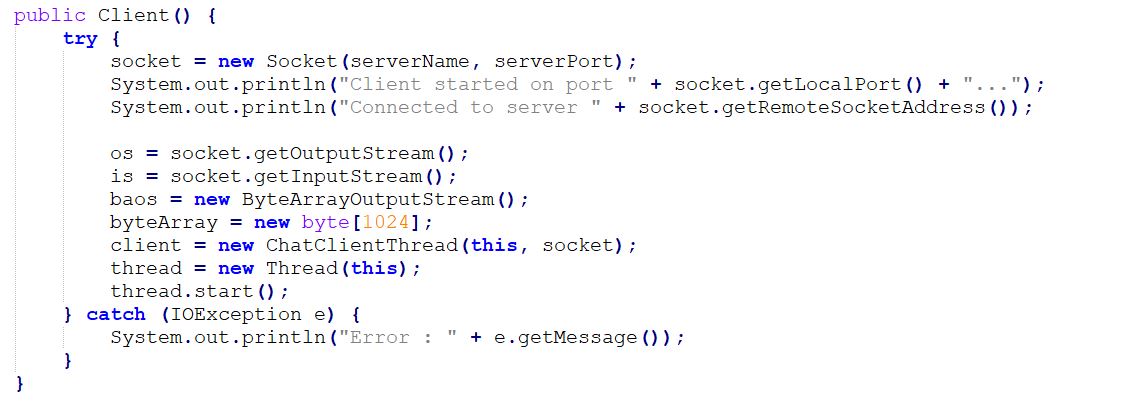 public Client() {
    try {
        socket = new Socket(serverName, serverPort);
        System.out.println("Client started on port " + socket.getLocalPort() + "...");
        System.out.println("Connected to server " + socket.getRemoteSocketAddress());

        os = socket.getOutputStream();
        is = socket.getInputStream();
        baos = new ByteArrayOutputStream();
        byteArray = new byte[1024];
        client = new ChatClientThread(this, socket);
        thread = new Thread(this);
        thread.start();
    } catch (IOException e) {
        System.out.println("Error : " + e.getMessage());
    }
}